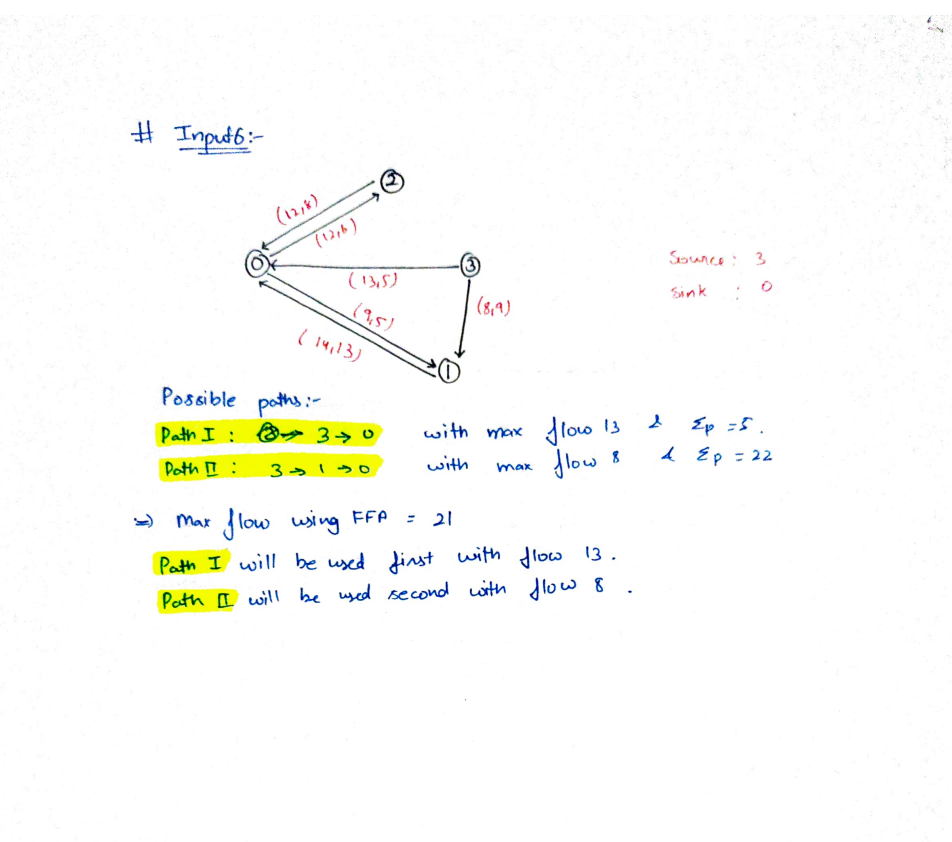 # Input6:-
2
(12,8)
(12,6)
0
3
Source : 3
(13,5)
Sink : 0
(9,5)
(8,9)
(14,13)
1
Possible paths:-
Path I : 3 → 0 with max flow 13 & Σp = 5.
Path II : 3 → 1 → 0 with max flow 8 & Σp = 22
⇒ Max flow using FFA = 21
Path I will be used first with flow 13.
Path II will be used second with flow 8.